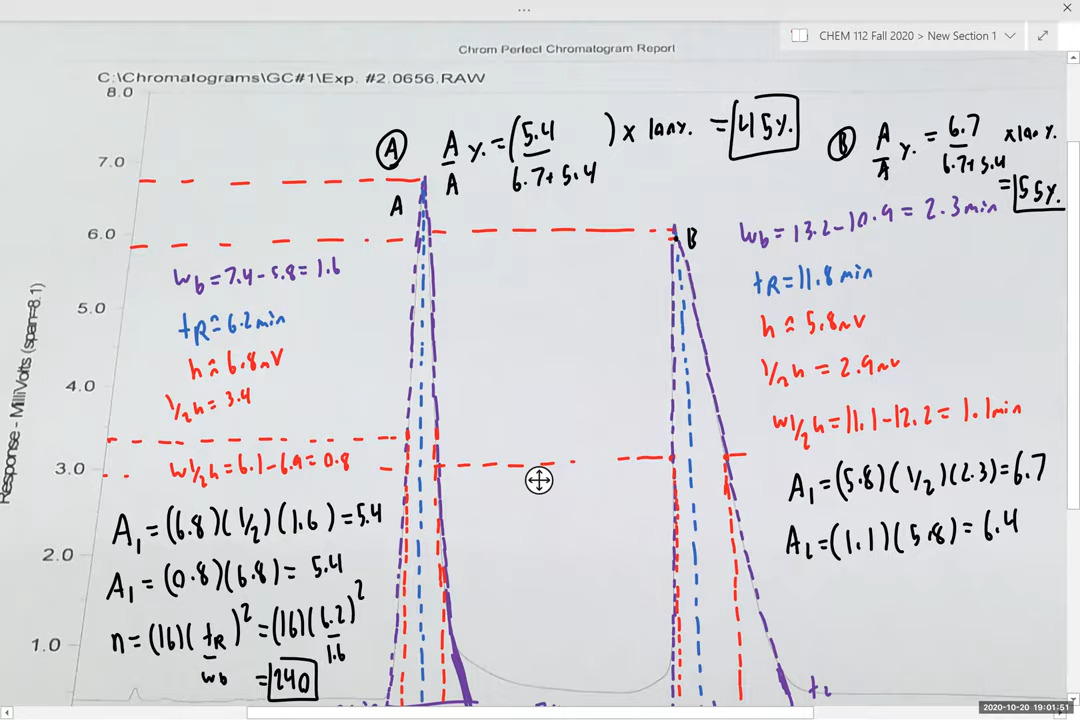 CHEM 112 Fall 2020 > New Section 1
Chrom Perfect Chromatogram Report
C:\Chromatograms\GC#1\Exp. #2.0656.RAW
8.0
7.0
6.0
5.0
4.0
3.0
2.0
1.0
Response - MilliVolts (span=8.1)
A A/A %. = (5.4 / 6.7+5.4) x 100%. = 45%.
B A/A %. = 6.7 / 6.7+5.4 x100 %.
= 55%.
A
B
Wb = 7.4 - 5.8 = 1.6
tR ≈ 6.2 min
h ≈ 6.8 mV
1/2 h = 3.4
W1/2 h = 6.1 - 6.9 = 0.8
A1 = (6.8)(1/2)(1.6) = 5.4
A1 = (0.8)(6.8) = 5.4
n = (16)(tR / Wb)² = (16)(6.2 / 1.6)²
= 240
Wb = 13.2 - 10.9 = 2.3 min
tR = 11.8 min
h ≈ 5.8 mV
1/2 h = 2.9 mV
W1/2 h = 11.1 - 12.2 = 1.1 min
A1 = (5.8)(1/2)(2.3) = 6.7
A2 = (1.1)(5.8) = 6.4
2020-10-20 19:01:51